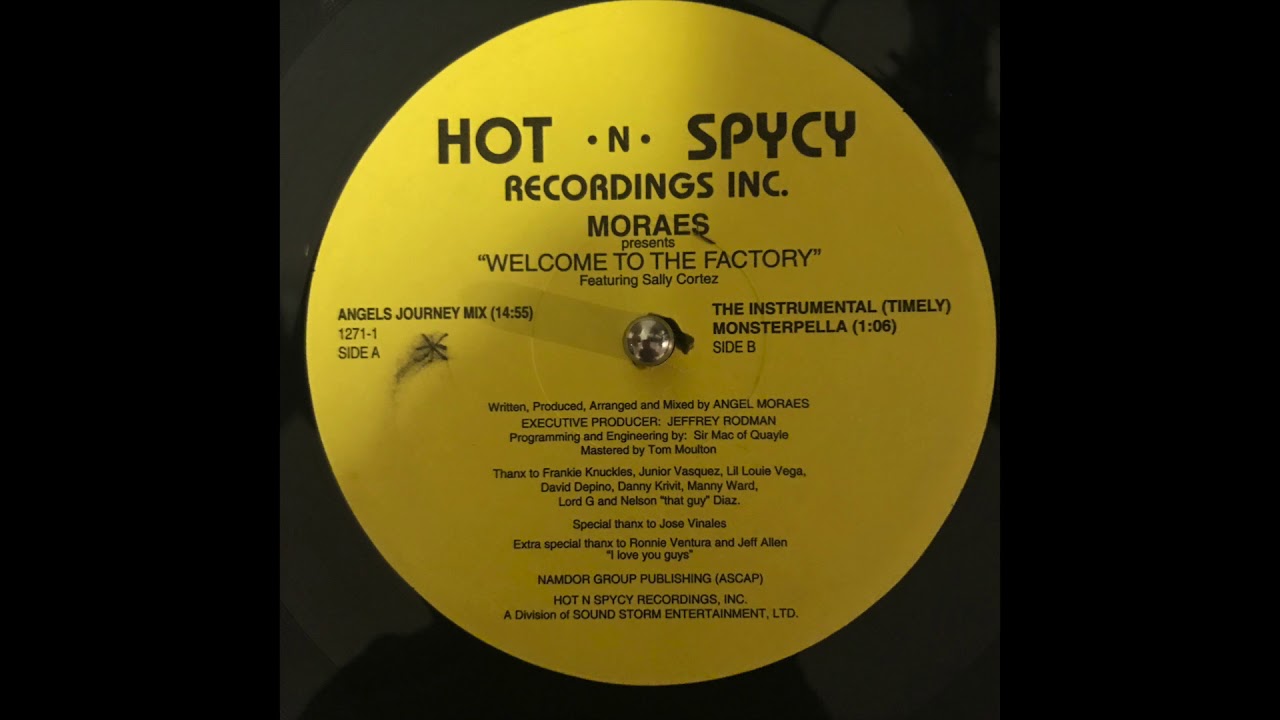 HOT •N• SPYCY
RECORDINGS INC.
MORAES
presents
“WELCOME TO THE FACTORY”
Featuring Sally Cortez
ANGELS JOURNEY MIX (14:55)
1271-1
SIDE A
THE INSTRUMENTAL (TIMELY)
MONSTERPELLA (1:06)
SIDE B
Written, Produced, Arranged and Mixed by ANGEL MORAES
EXECUTIVE PRODUCER: JEFFREY RODMAN
Programming and Engineering by: Sir Mac of Quayle
Mastered by Tom Moulton
Thanx to Frankie Knuckles, Junior Vasquez, Lil Louie Vega,
David Depino, Danny Krivit, Manny Ward,
Lord G and Nelson "that guy" Diaz.
Special thanx to Jose Vinales
Extra special thanx to Ronnie Ventura and Jeff Allen
"I love you guys"
NAMDOR GROUP PUBLISHING (ASCAP)
HOT N SPYCY RECORDINGS, INC.
A Division of SOUND STORM ENTERTAINMENT, LTD.